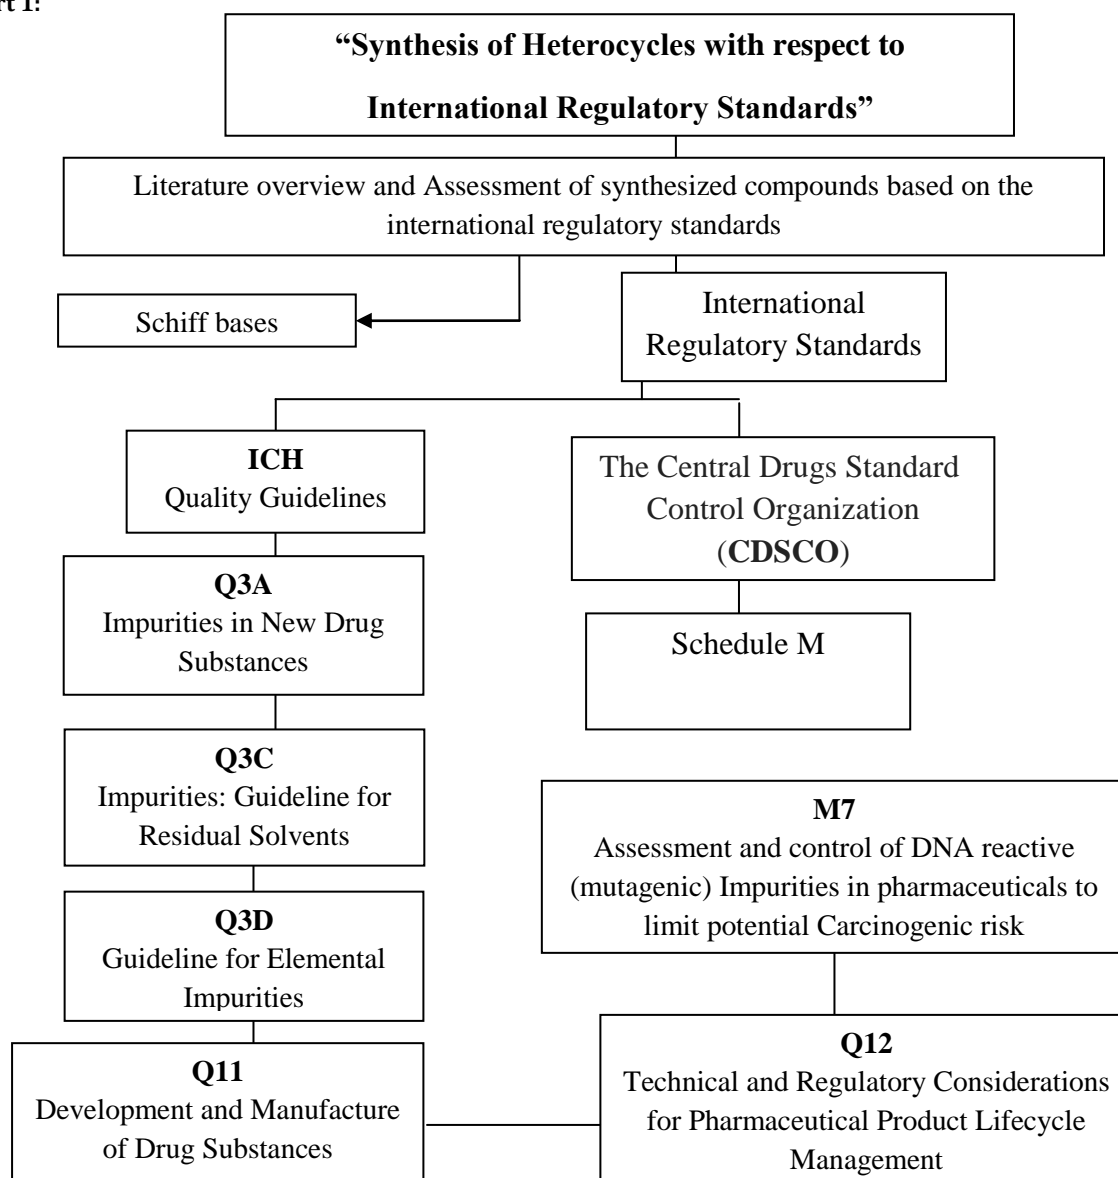 “Synthesis of Heterocycles with respect to
International Regulatory Standards”
Literature overview and Assessment of synthesized compounds based on the
international regulatory standards
Schiff bases
International
Regulatory Standards
ICH
Quality Guidelines
The Central Drugs Standard
Control Organization
(CDSCO)
Q3A
Impurities in New Drug
Substances
Schedule M
Q3C
Impurities: Guideline for
Residual Solvents
M7
Assessment and control of DNA reactive
(mutagenic) Impurities in pharmaceuticals to
limit potential Carcinogenic risk
Q3D
Guideline for Elemental
Impurities
Q11
Development and Manufacture
of Drug Substances
Q12
Technical and Regulatory Considerations
for Pharmaceutical Product Lifecycle
Management